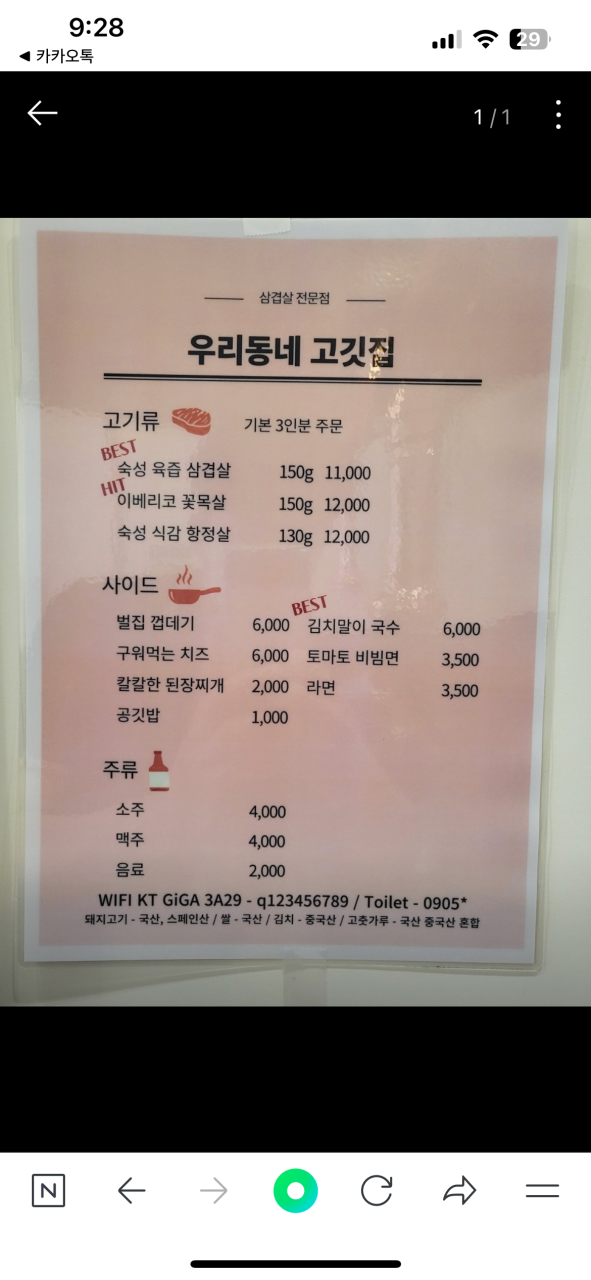 9:28
29
◀ 카카오톡
1/1
삼겹살 전문점
우리동네 고깃집
고기류 기본 3인분 주문
BEST
숙성 육즙 삼겹살 150g 11,000
HIT
이베리코 꽃목살 150g 12,000
숙성 식감 항정살 130g 12,000
사이드
BEST
벌집 껍데기 6,000 김치말이 국수 6,000
구워먹는 치즈 6,000 토마토 비빔면 3,500
칼칼한 된장찌개 2,000 라면 3,500
공깃밥 1,000
주류
소주 4,000
맥주 4,000
음료 2,000
WIFI KT GiGA 3A29 - q123456789 / Toilet - 0905*
돼지고기 - 국산, 스페인산 / 쌀 - 국산 / 김치 - 중국산 / 고춧가루 - 국산 중국산 혼합
N